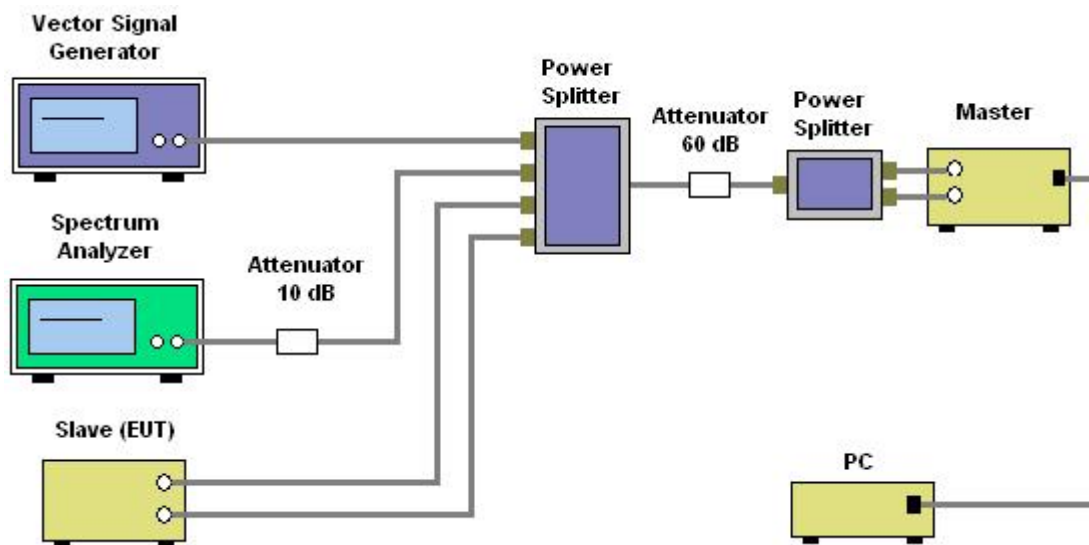 Vector Signal
Generator
Power
Splitter
Attenuator
60 dB
Power
Splitter
Master
Spectrum
Analyzer
Attenuator
10 dB
Slave (EUT)
PC